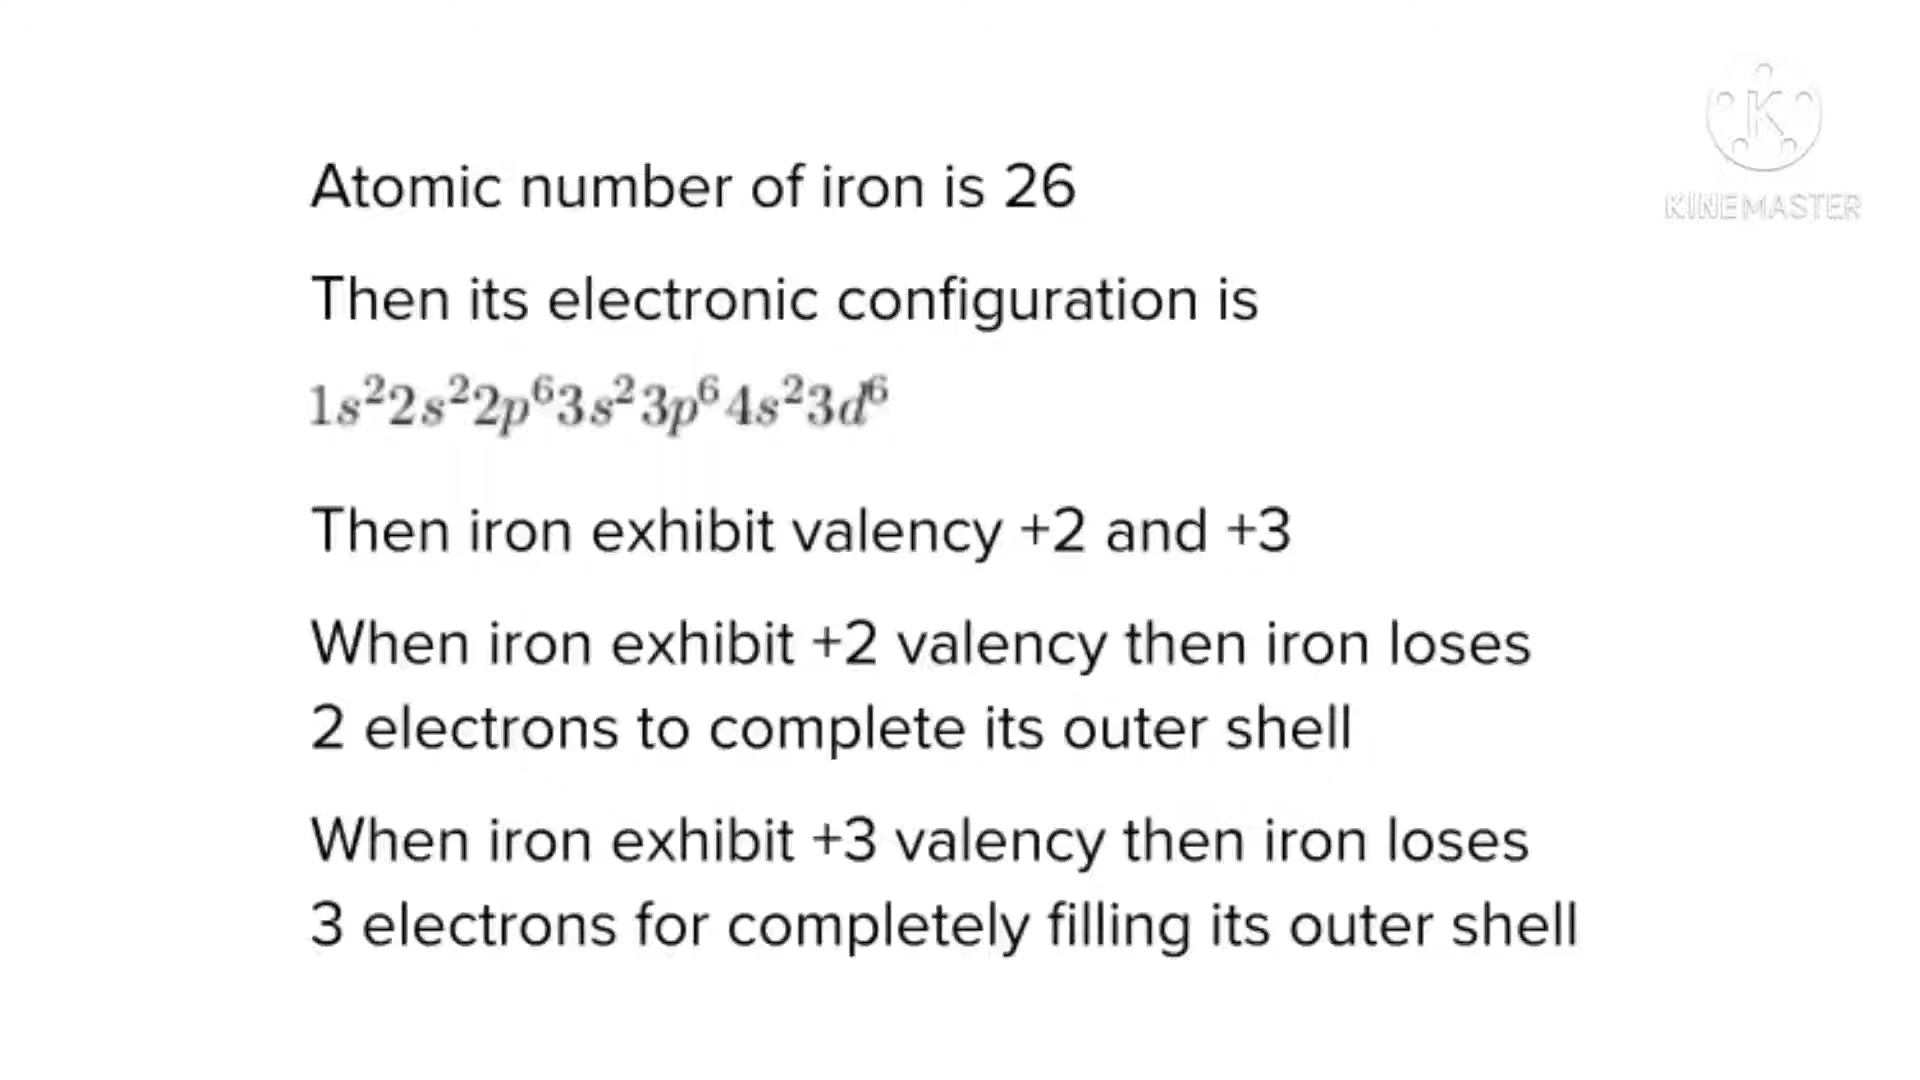 KINEMASTER
Atomic number of iron is 26
Then its electronic configuration is
1s²2s²2p⁶3s²3p⁶4s²3d⁶
Then iron exhibit valency +2 and +3
When iron exhibit +2 valency then iron loses
2 electrons to complete its outer shell
When iron exhibit +3 valency then iron loses
3 electrons for completely filling its outer shell